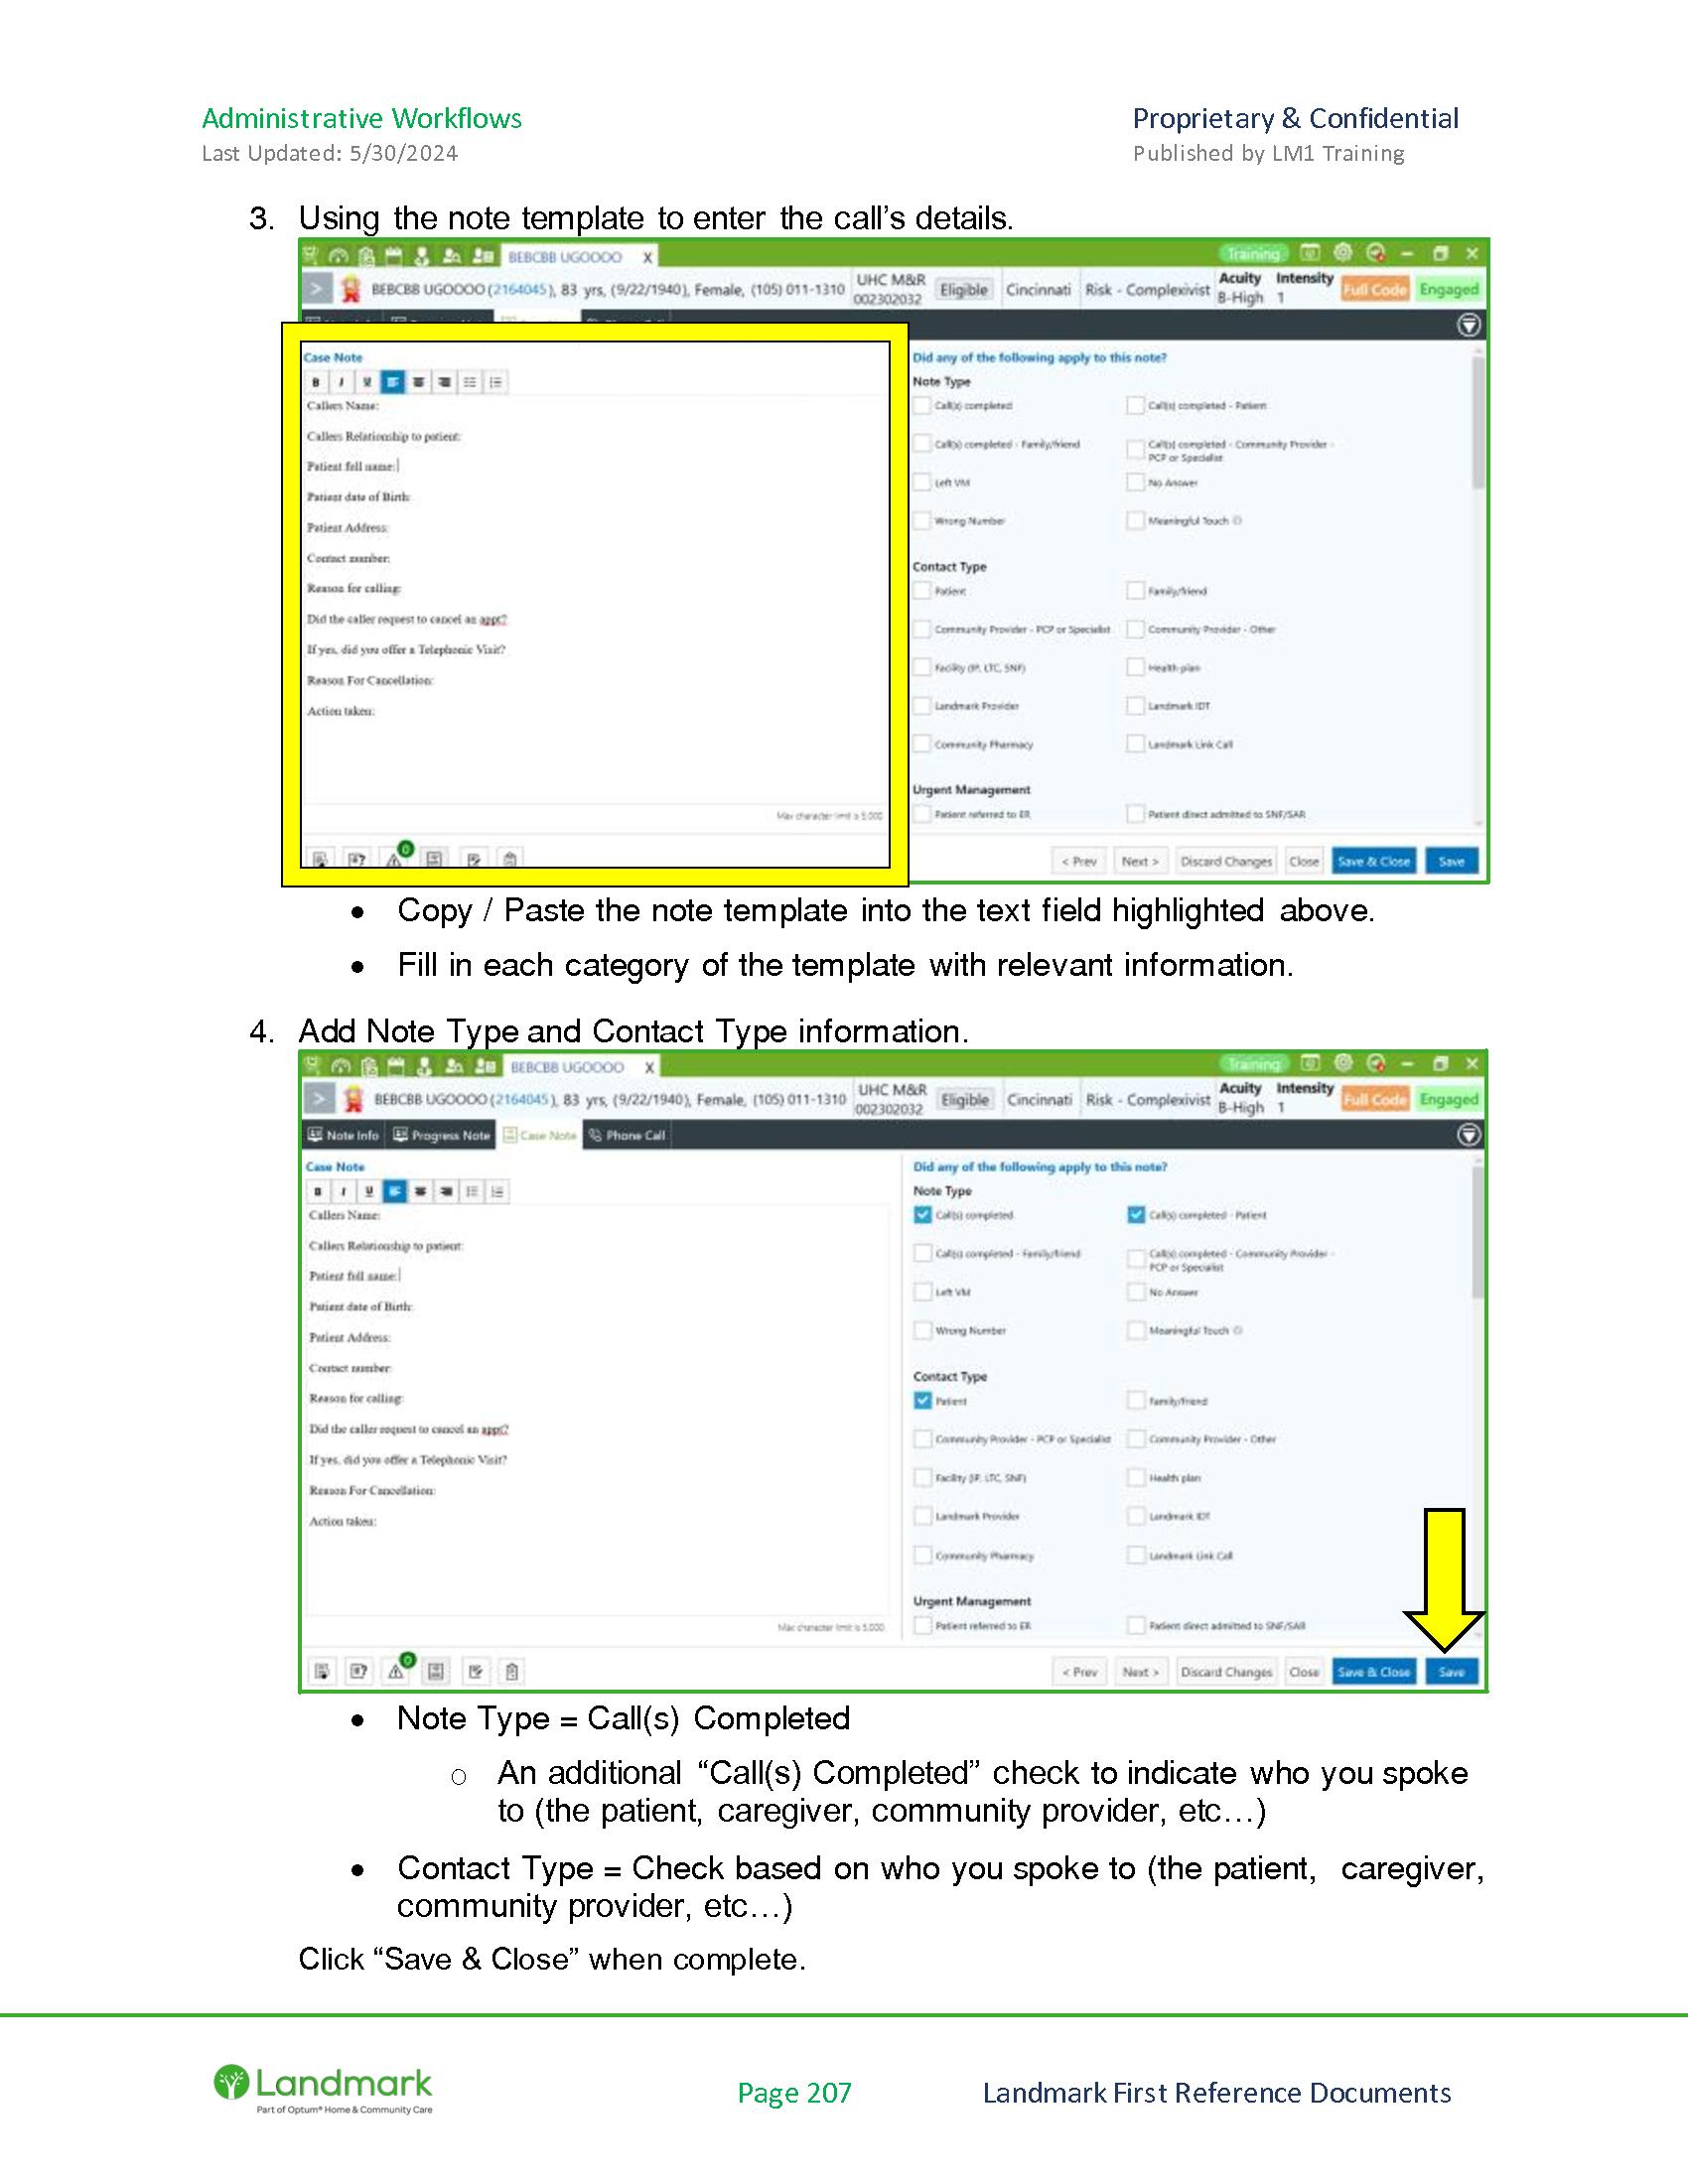 Administrative Workflows
Proprietary & Confidential
Last Updated: 5/30/2024
Published by LM1 Training
3. Using the note template to enter the call’s details.
BEBCBB UGOOOO X
Training
BEBCBB UGOOOO (2164045), 83 yrs, (9/22/1940), Female, (105) 011-1310
UHC M&R
002302032
Eligible
Cincinnati
Risk - Complexivist
Acuity
B-High
Intensity
1
Full Code
Engaged
Case Note
B I U
Callers Name:
Callers Relationship to patient:
Patient full name:
Patient date of Birth:
Patient Address:
Contact number:
Reason for calling:
Did the caller request to cancel an appt?
If yes, did you offer a Telephonic Visit?
Reason For Cancellation:
Action taken:
Max character limit is 5,000
0
Did any of the following apply to this note?
Note Type
Call(s) completed
Call(s) completed - Patient
Call(s) completed - Family/friend
Call(s) completed - Community Provider -
PCP or Specialist
Left VM
No Answer
Wrong Number
Meaningful Touch
Contact Type
Patient
Family/friend
Community Provider - PCP or Specialist
Community Provider - Other
Facility (IP, LTC, SNF)
Health plan
Landmark Provider
Landmark IDT
Community Pharmacy
Landmark Link Call
Urgent Management
Patient referred to ER
Patient direct admitted to SNF/SAR
< Prev
Next >
Discard Changes
Close
Save & Close
Save
• Copy / Paste the note template into the text field highlighted above.
• Fill in each category of the template with relevant information.
4. Add Note Type and Contact Type information.
BEBCBB UGOOOO X
Training
BEBCBB UGOOOO (2164045), 83 yrs, (9/22/1940), Female, (105) 011-1310
UHC M&R
002302032
Eligible
Cincinnati
Risk - Complexivist
Acuity
B-High
Intensity
1
Full Code
Engaged
Note Info
Progress Note
Case Note
Phone Call
Case Note
B I U
Callers Name:
Callers Relationship to patient:
Patient full name:
Patient date of Birth:
Patient Address:
Contact number:
Reason for calling:
Did the caller request to cancel an appt?
If yes, did you offer a Telephonic Visit?
Reason For Cancellation:
Action taken:
Max character limit is 5,000
0
Did any of the following apply to this note?
Note Type
Call(s) completed
Call(s) completed - Patient
Call(s) completed - Family/friend
Call(s) completed - Community Provider -
PCP or Specialist
Left VM
No Answer
Wrong Number
Meaningful Touch
Contact Type
Patient
Family/friend
Community Provider - PCP or Specialist
Community Provider - Other
Facility (IP, LTC, SNF)
Health plan
Landmark Provider
Landmark IDT
Community Pharmacy
Landmark Link Call
Urgent Management
Patient referred to ER
Patient direct admitted to SNF/SAR
< Prev
Next >
Discard Changes
Close
Save & Close
Save
• Note Type = Call(s) Completed
o An additional “Call(s) Completed” check to indicate who you spoke
to (the patient, caregiver, community provider, etc…)
• Contact Type = Check based on who you spoke to (the patient, caregiver,
community provider, etc…)
Click “Save & Close” when complete.
Landmark
Part of Optum® Home & Community Care
Page 207
Landmark First Reference Documents